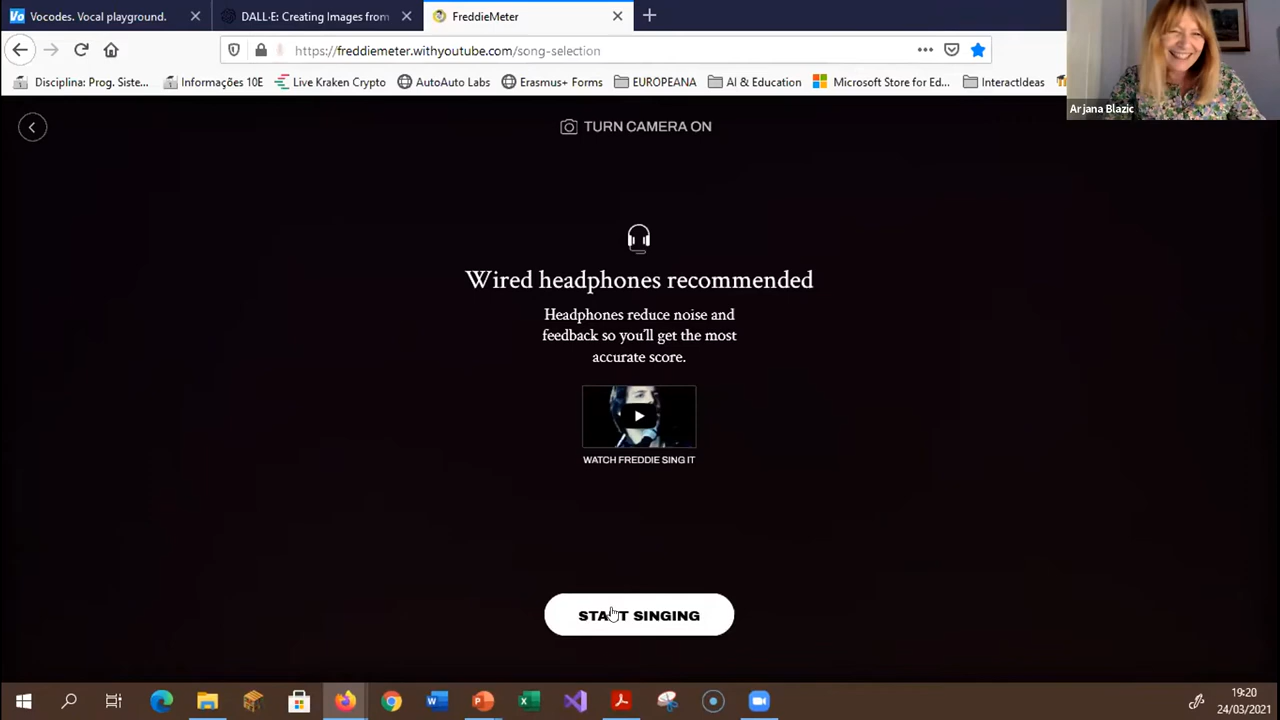 Vocodes. Vocal playground.
DALL·E: Creating Images from
FreddieMeter
https://freddiemeter.withyoutube.com/song-selection
Disciplina: Prog. Siste...
Informações 10E
Live Kraken Crypto
AutoAuto Labs
Erasmus+ Forms
EUROPEANA
AI & Education
Microsoft Store for Ed...
InteractIdeas
Arjana Blazic
TURN CAMERA ON
Wired headphones recommended
Headphones reduce noise and
feedback so you'll get the most
accurate score.
WATCH FREDDIE SING IT
START SINGING
19:20
24/03/2021